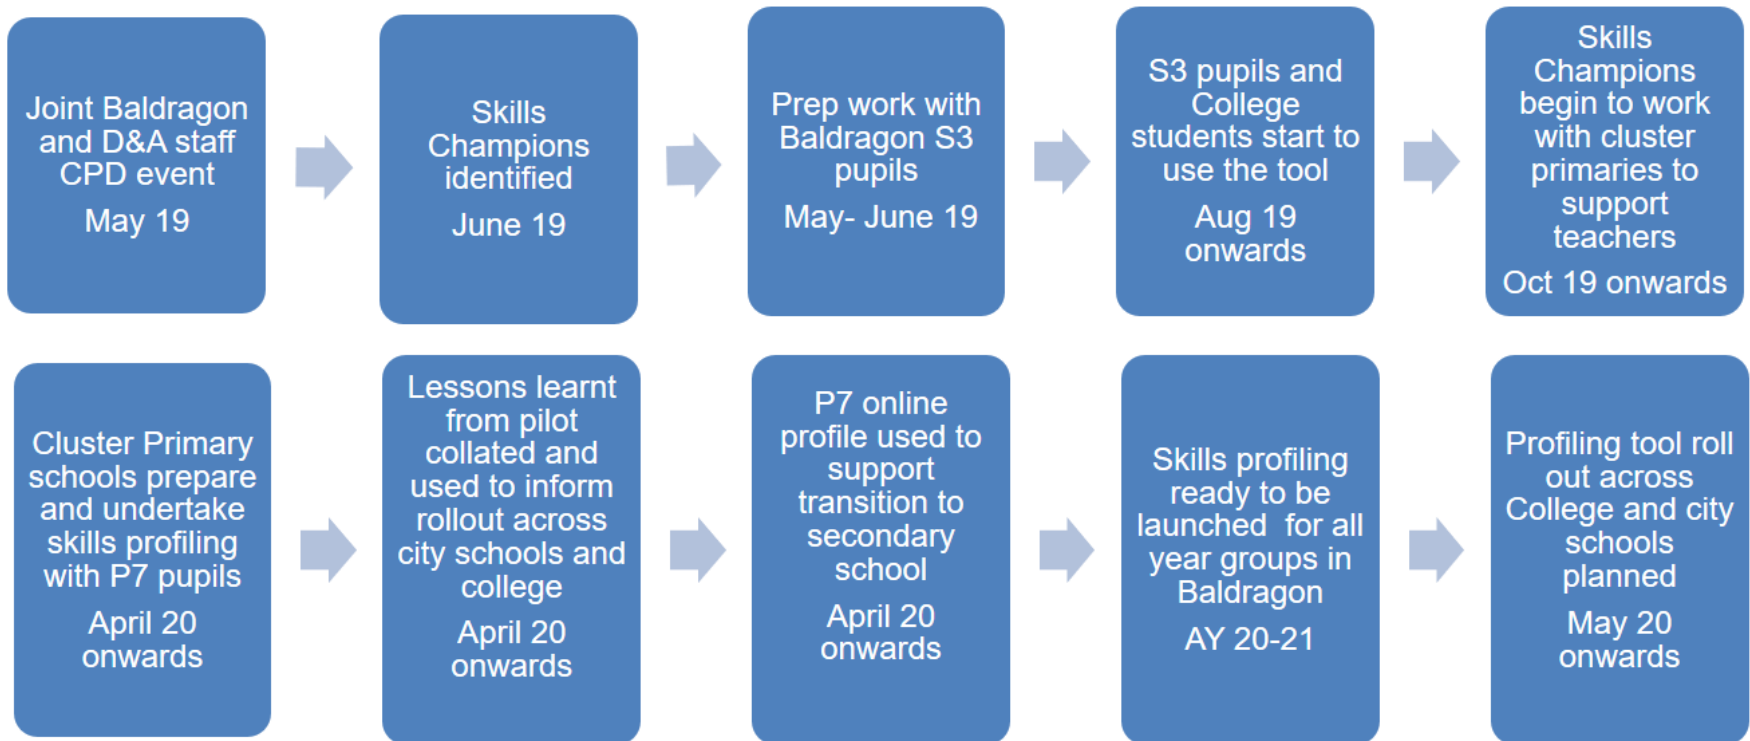 Joint Baldragon
and D&A staff
CPD event
May 19
Skills
Champions
identified
June 19
Prep work with
Baldragon S3
pupils
May- June 19
S3 pupils and
College
students start to
use the tool
Aug 19
onwards
Skills
Champions
begin to work
with cluster
primaries to
support
teachers
Oct 19 onwards
Cluster Primary
schools prepare
and undertake
skills profiling
with P7 pupils
April 20
onwards
Lessons learnt
from pilot
collated and
used to inform
rollout across
city schools and
college
April 20
onwards
P7 online
profile used to
support
transition to
secondary
school
April 20
onwards
Skills profiling
ready to be
launched  for all
year groups in
Baldragon
AY 20-21
Profiling tool roll
out across
College and city
schools
planned
May 20
onwards